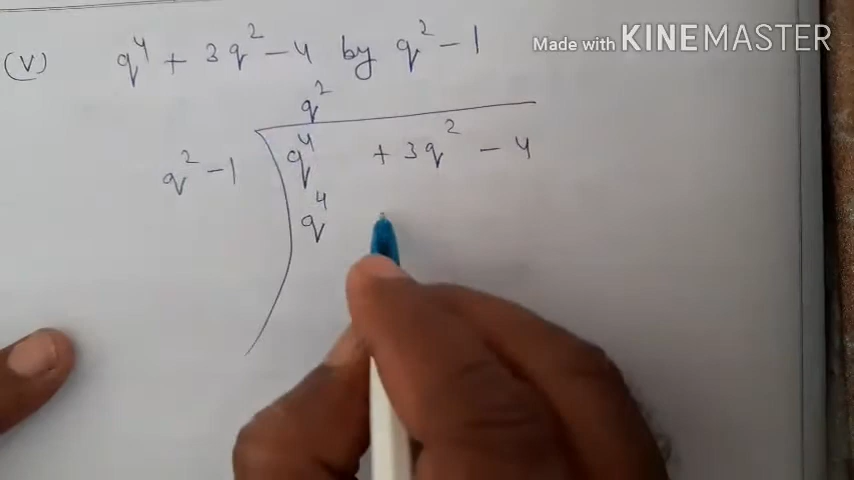 (v) q⁴ + 3q² - 4 by q² - 1
Made with KINEMASTER
q²
q² - 1 ) q⁴ + 3q² - 4
q⁴